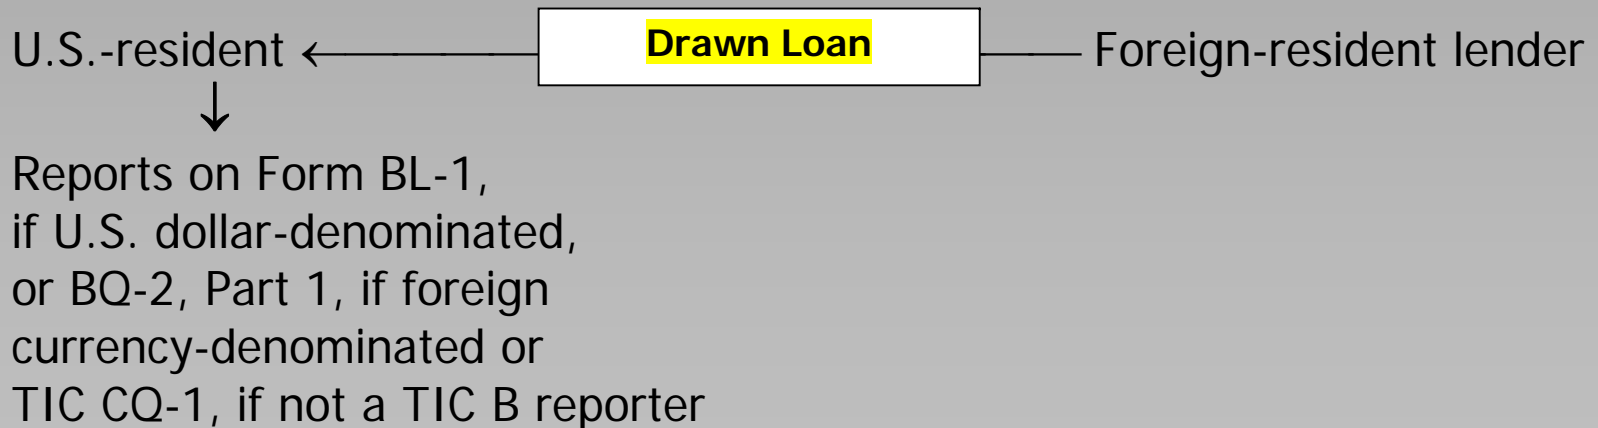 U.S.-resident ← Drawn Loan Foreign-resident lender
↓
Reports on Form BL-1,
if U.S. dollar-denominated,
or BQ-2, Part 1, if foreign
currency-denominated or
TIC CQ-1, if not a TIC B reporter